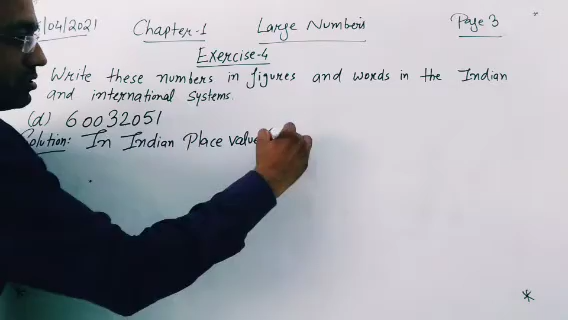 /04/2021 Chapter-1 Large Numbers Page 3
Exercise-4
Write these numbers in figures and words in the Indian
and international systems.
(d) 60032051
Solution: In Indian Place value